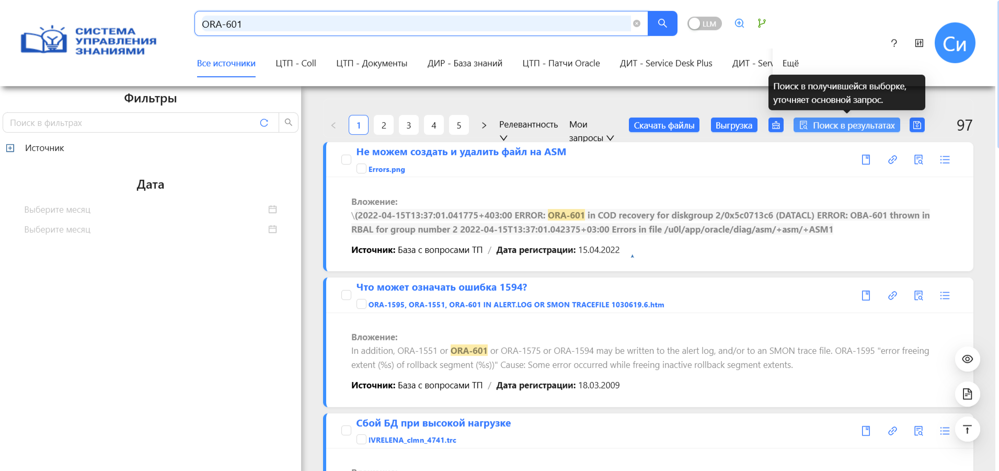 ORA-601
LLM
СИСТЕМА
УПРАВЛЕНИЯ
ЗНАНИЯМИ
?
Си
Все источники
ЦТП - Coll
ЦТП - Документы
ДИР - База знаний
ЦТП - Патчи Oracle
ДИТ - Service Desk Plus
ДИТ - Serv
Ещё
Поиск в получившейся выборке,
уточняет основной запрос.
Фильтры
Поиск в фильтрах
Источник
Дата
Выберите месяц
Выберите месяц
1
2
3
4
5
Релевантность
Мои
запросы
Скачать файлы
Выгрузка
Поиск в результатах
97
Не можем создать и удалить файл на ASM
Errors.png
Вложение:
\(2022-04-15T13:37:01.041775+403:00 ERROR: ORA-601 in COD recovery for diskgroup 2/0x5c0713c6 (DATACL) ERROR: OBA-601 thrown in
RBAL for group number 2 2022-04-15T13:37:01.042375+03:00 Errors in file /u0l/app/oracle/diag/asm/+asm/+ASM1
Источник: База с вопросами ТП / Дата регистрации: 15.04.2022
Что может означать ошибка 1594?
ORA-1595, ORA-1551, ORA-601 IN ALERT.LOG OR SMON TRACEFILE 1030619.6.htm
Вложение:
In addition, ORA-1551 or ORA-601 or ORA-1575 or ORA-1594 may be written to the alert log, and/or to an SMON trace file. ORA-1595 "error freeing
extent (%s) of rollback segment (%s))" Cause: Some error occurred while freeing inactive rollback segment extents.
Источник: База с вопросами ТП / Дата регистрации: 18.03.2009
Сбой БД при высокой нагрузке
IVRELENA_clmn_4741.trc